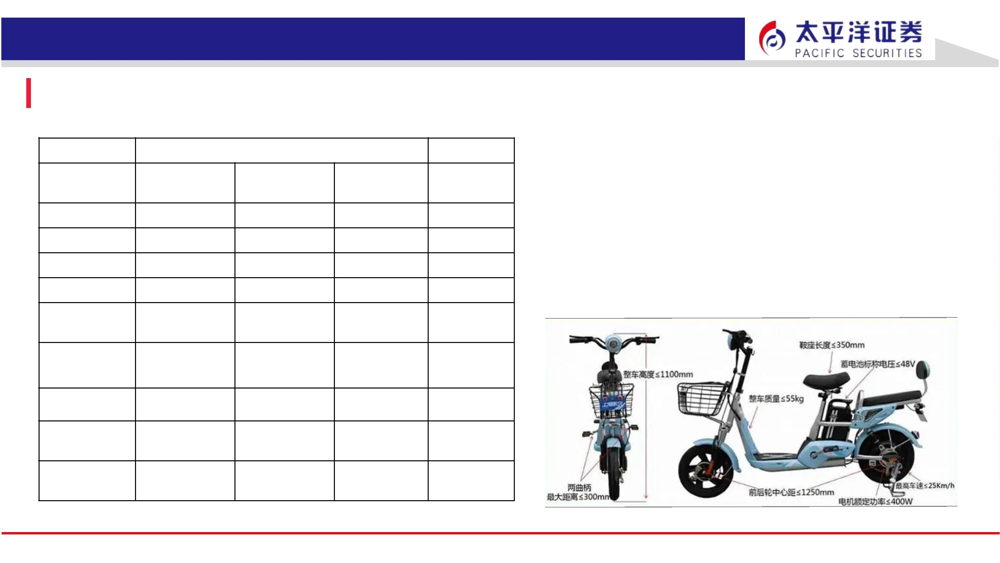 太平洋证券
PACIFIC SECURITIES
鞍座长度≤350mm
蓄电池标称电压≤48V
整车高度≤1100mm
整车质量≤55kg
两曲柄
最大距离≤300mm
前后轮中心距≤1250mm
最高车速≤25Km/h
电机额定功率≤400W